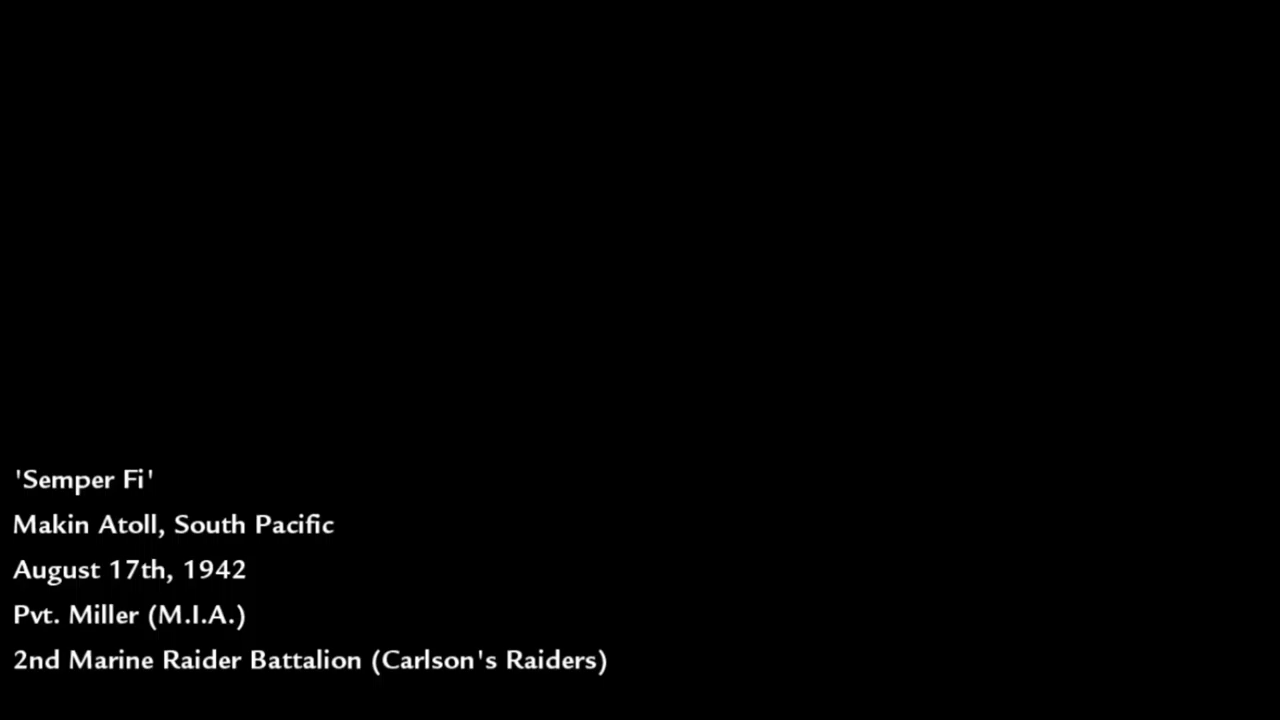 'Semper Fi'
Makin Atoll, South Pacific
August 17th, 1942
Pvt. Miller (M.I.A.)
2nd Marine Raider Battalion (Carlson's Raiders)